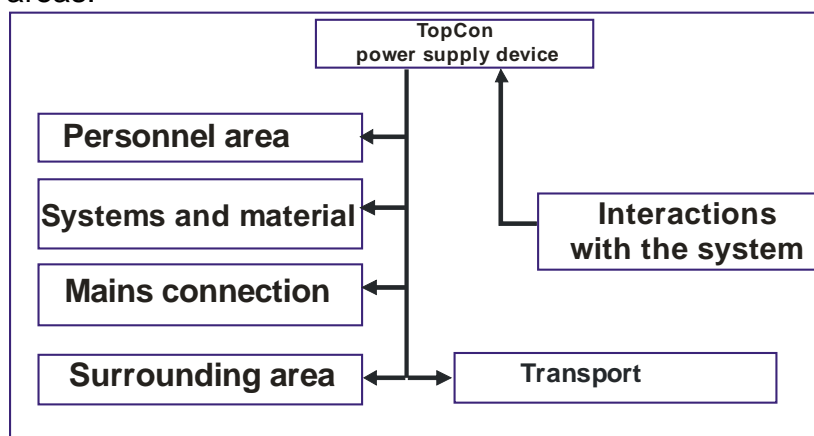 areas.
TopCon
power supply device
Personnel area
Systems and material
Interactions
with the system
Mains connection
Surrounding area
Transport